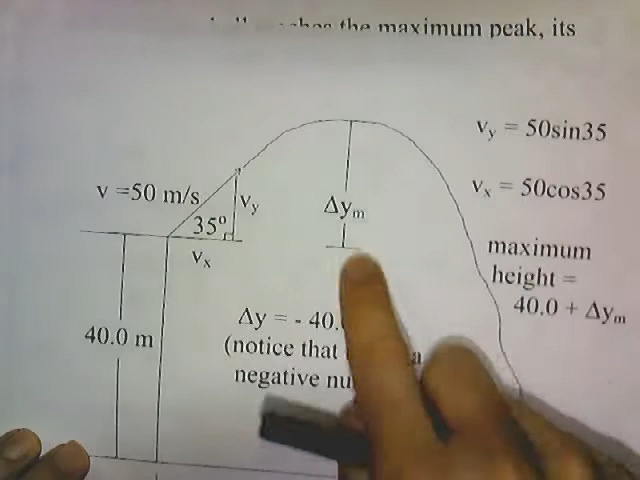 the maximum peak, its
v =50 m/s
35º
vy
vx
Δym
40.0 m
Δy = - 40.
(notice that
a
negative nu
vy = 50sin35
vx = 50cos35
maximum
height =
40.0 + Δym